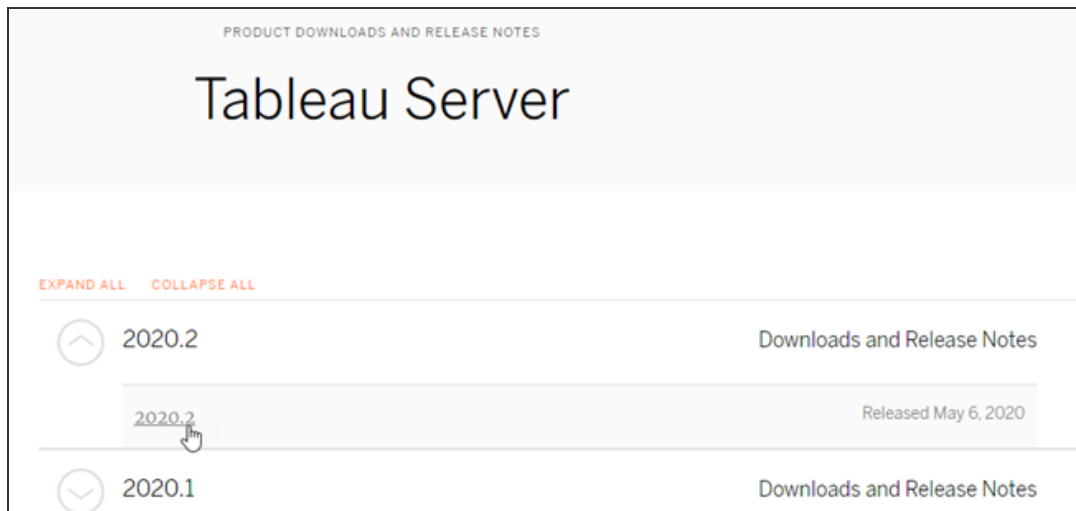 PRODUCT DOWNLOADS AND RELEASE NOTES
Tableau Server
EXPAND ALL COLLAPSE ALL
2020.2 Downloads and Release Notes
2020.2 Released May 6, 2020
2020.1 Downloads and Release Notes